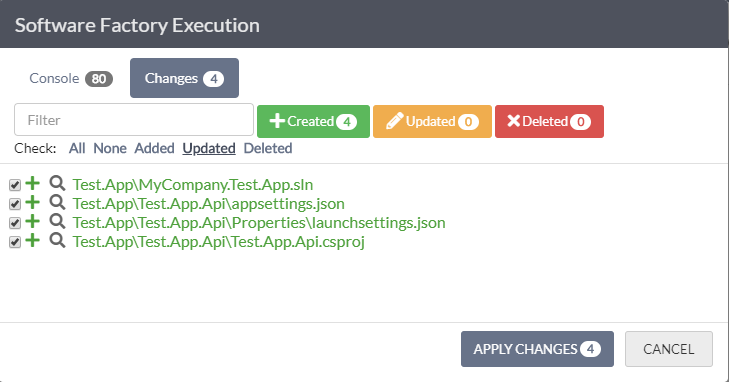 Software Factory Execution
Console 80 Changes 4
Filter Created 4 Updated 0 Deleted 0
Check: All None Added Updated Deleted
Test.App\MyCompany.Test.App.sln
Test.App\Test.App.Api\appsettings.json
Test.App\Test.App.Api\Properties\launchsettings.json
Test.App\Test.App.Api\Test.App.Api.csproj
APPLY CHANGES 4 CANCEL